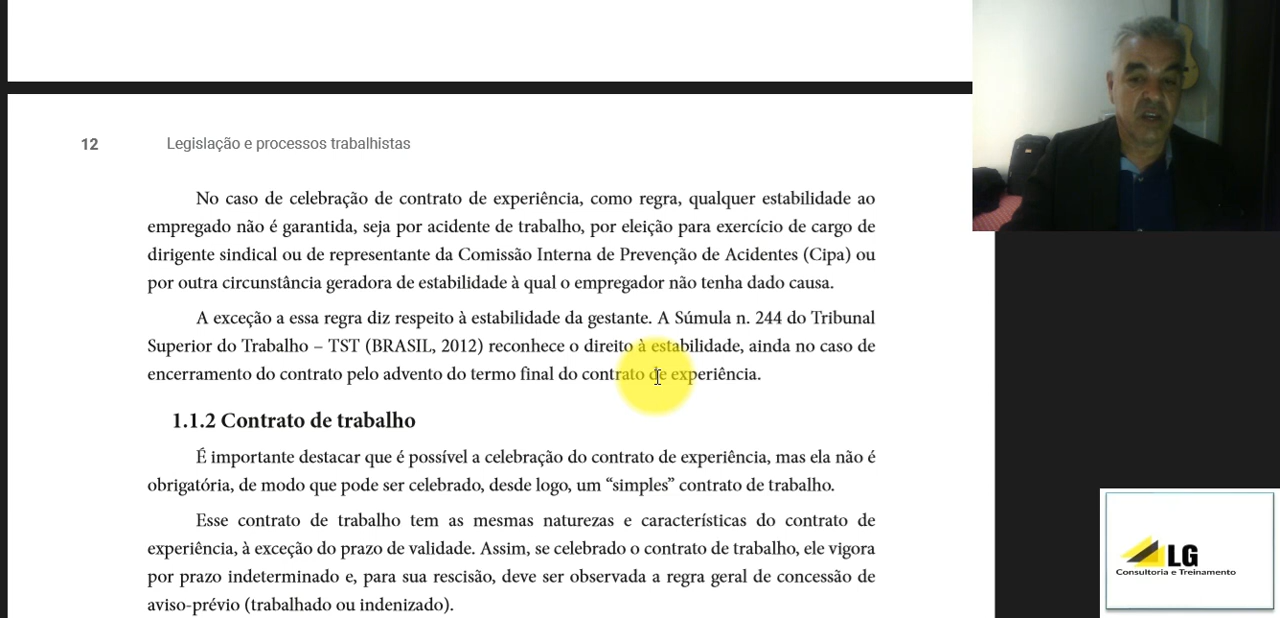 12 Legislação e processos trabalhistas
No caso de celebração de contrato de experiência, como regra, qualquer estabilidade ao
empregado não é garantida, seja por acidente de trabalho, por eleição para exercício de cargo de
dirigente sindical ou de representante da Comissão Interna de Prevenção de Acidentes (Cipa) ou
por outra circunstância geradora de estabilidade à qual o empregador não tenha dado causa.
A exceção a essa regra diz respeito à estabilidade da gestante. A Súmula n. 244 do Tribunal
Superior do Trabalho – TST (BRASIL, 2012) reconhece o direito à estabilidade, ainda no caso de
encerramento do contrato pelo advento do termo final do contrato de experiência.
1.1.2 Contrato de trabalho
É importante destacar que é possível a celebração do contrato de experiência, mas ela não é
obrigatória, de modo que pode ser celebrado, desde logo, um “simples” contrato de trabalho.
Esse contrato de trabalho tem as mesmas naturezas e características do contrato de
experiência, à exceção do prazo de validade. Assim, se celebrado o contrato de trabalho, ele vigora
por prazo indeterminado e, para sua rescisão, deve ser observada a regra geral de concessão de
aviso-prévio (trabalhado ou indenizado).
LG
Consultoria e Treinamento